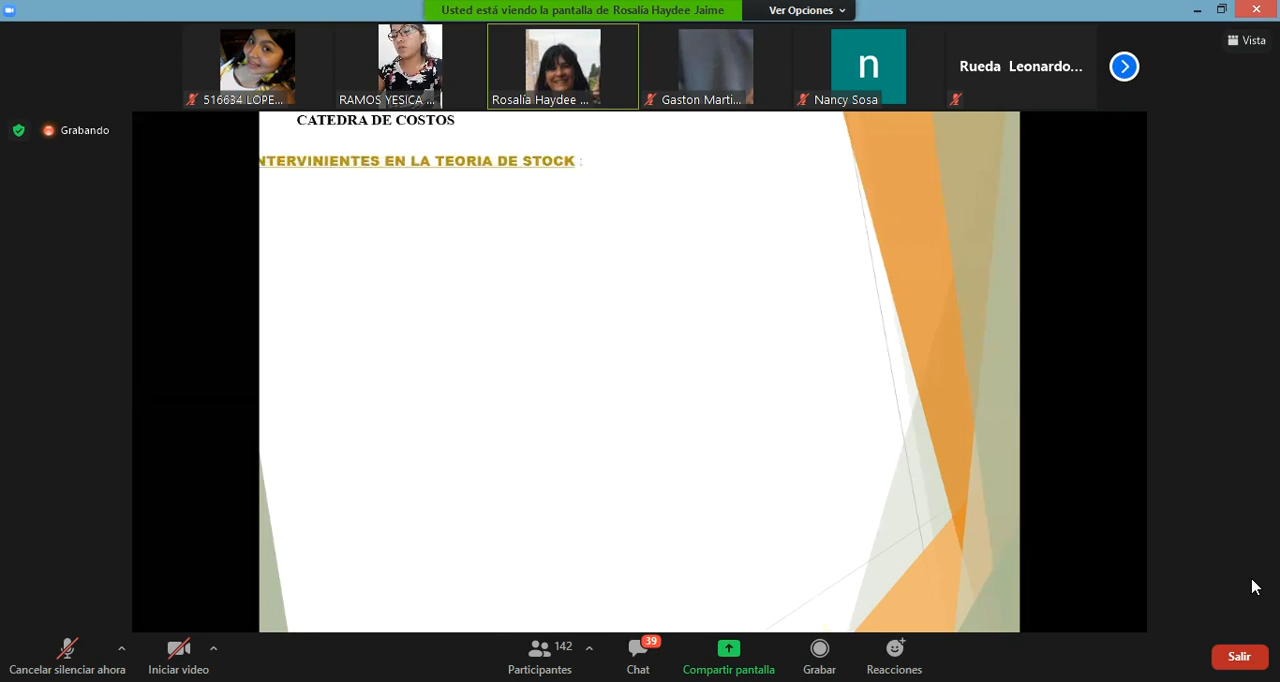 Usted está viendo la pantalla de Rosalía Haydee Jaime
Ver Opciones
Vista
516634 LOPE...
RAMOS YESICA ...
Rosalía Haydee ...
Gaston Marti...
n
Nancy Sosa
Rueda Leonardo...
Grabando
CATEDRA DE COSTOS
NTERVINIENTES EN LA TEORIA DE STOCK :
Cancelar silenciar ahora
Iniciar video
142
Participantes
39
Chat
Compartir pantalla
Grabar
Reacciones
Salir